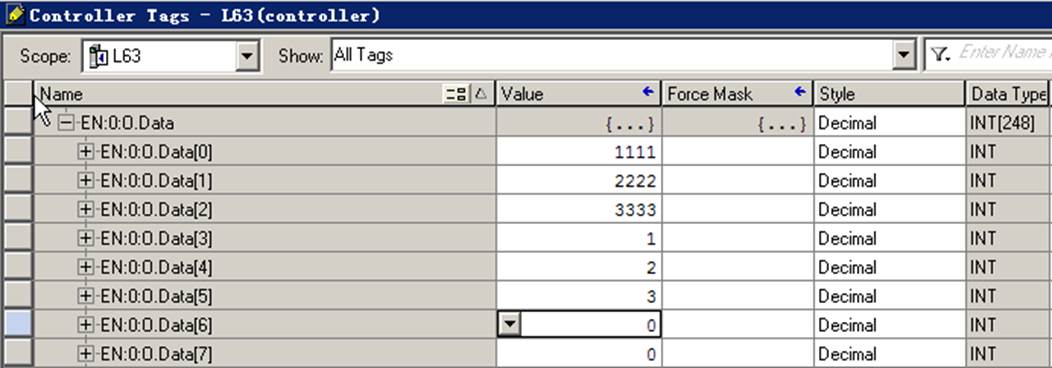 Controller Tags - L63(controller)
Scope: L63 Show: All Tags Enter Name
Name Value Force Mask Style Data Type
EN:0:O.Data {...} {...} Decimal INT[248]
EN:0:O.Data[0] 1111 Decimal INT
EN:0:O.Data[1] 2222 Decimal INT
EN:0:O.Data[2] 3333 Decimal INT
EN:0:O.Data[3] 1 Decimal INT
EN:0:O.Data[4] 2 Decimal INT
EN:0:O.Data[5] 3 Decimal INT
EN:0:O.Data[6] 0 Decimal INT
EN:0:O.Data[7] 0 Decimal INT